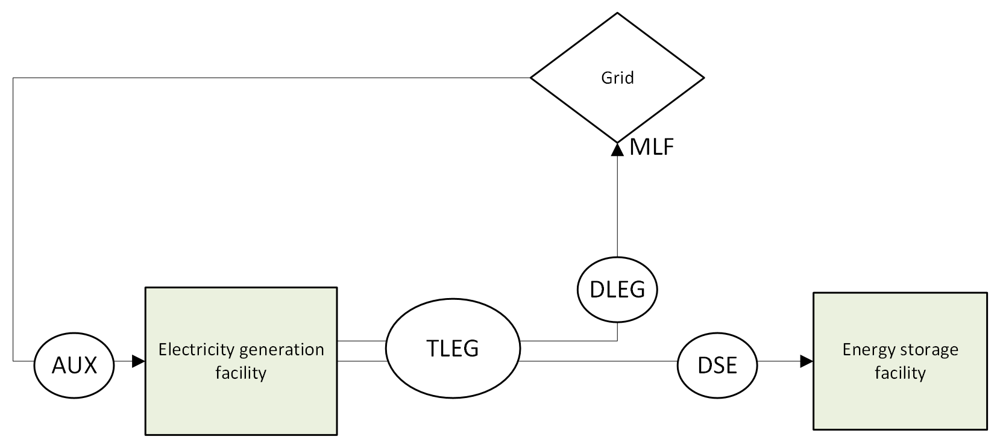 Grid
MLF
DLEG
Electricity generation
facility
AUX
TLEG
DSE
Energy storage
facility